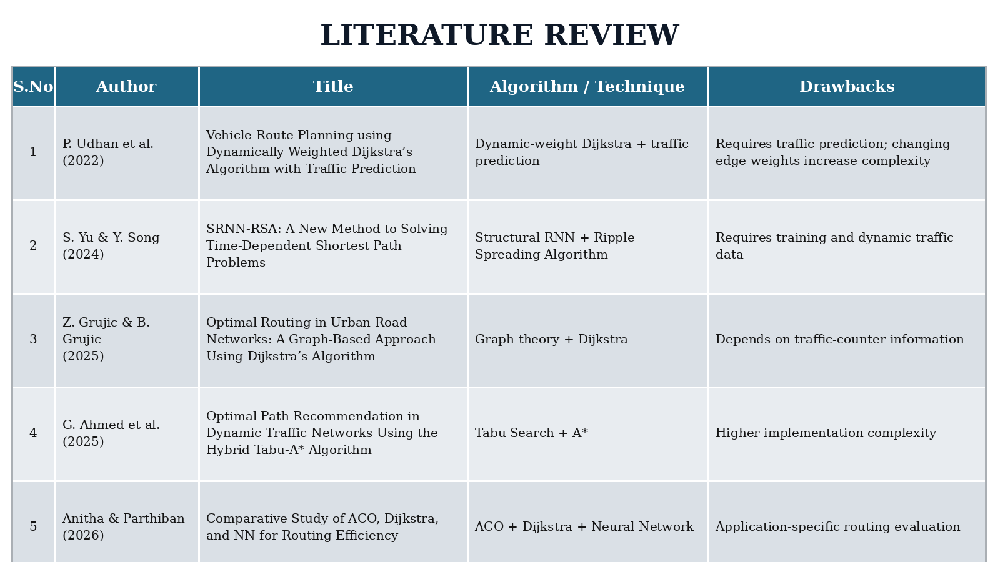 LITERATURE REVIEW
S.No Author Title Algorithm / Technique Drawbacks
1
P. Udhan et al.
(2022)
Vehicle Route Planning using
Dynamically Weighted Dijkstra’s
Algorithm with Traffic Prediction
Dynamic-weight Dijkstra + traffic
prediction
Requires traffic prediction; changing
edge weights increase complexity
2
S. Yu & Y. Song
(2024)
SRNN-RSA: A New Method to Solving
Time-Dependent Shortest Path
Problems
Structural RNN + Ripple
Spreading Algorithm
Requires training and dynamic traffic
data
3
Z. Grujic & B.
Grujic
(2025)
Optimal Routing in Urban Road
Networks: A Graph-Based Approach
Using Dijkstra’s Algorithm
Graph theory + Dijkstra
Depends on traffic-counter information
4
G. Ahmed et al.
(2025)
Optimal Path Recommendation in
Dynamic Traffic Networks Using the
Hybrid Tabu-A* Algorithm
Tabu Search + A*
Higher implementation complexity
5
Anitha & Parthiban
(2026)
Comparative Study of ACO, Dijkstra,
and NN for Routing Efficiency
ACO + Dijkstra + Neural Network
Application-specific routing evaluation